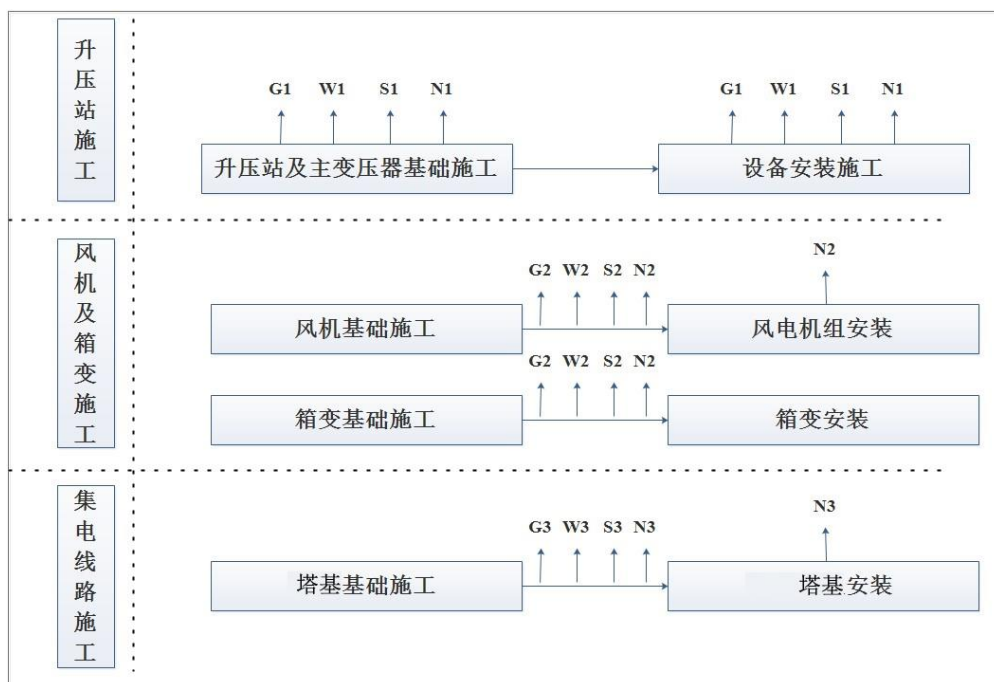 升压站施工
G1 W1 S1 N1
G1 W1 S1 N1
升压站及主变压器基础施工
设备安装施工
风机及箱变施工
N2
G2 W2 S2 N2
风机基础施工
风电机组安装
G2 W2 S2 N2
箱变基础施工
箱变安装
集电线路施工
N3
G3 W3 S3 N3
塔基基础施工
塔基安装